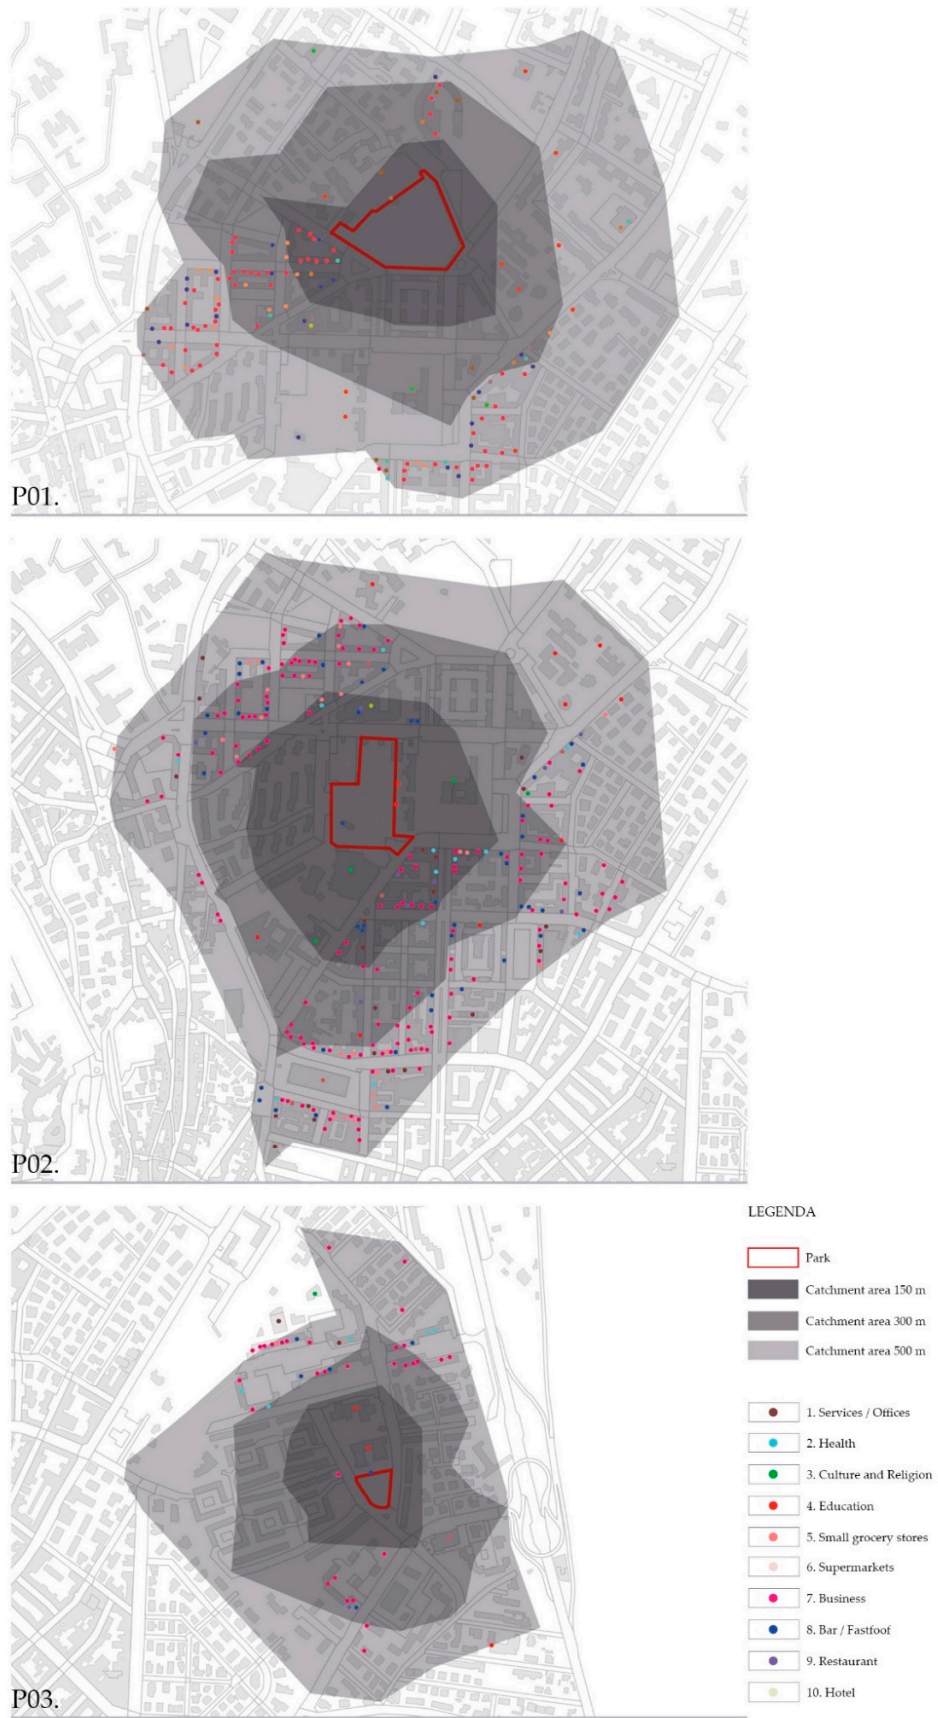 P01.
P02.
P03.
LEGENDA
Park
Catchment area 150 m
Catchment area 300 m
Catchment area 500 m
1. Services / Offices
2. Health
3. Culture and Religion
4. Education
5. Small grocery stores
6. Supermarkets
7. Business
8. Bar / Fastfoof
9. Restaurant
10. Hotel